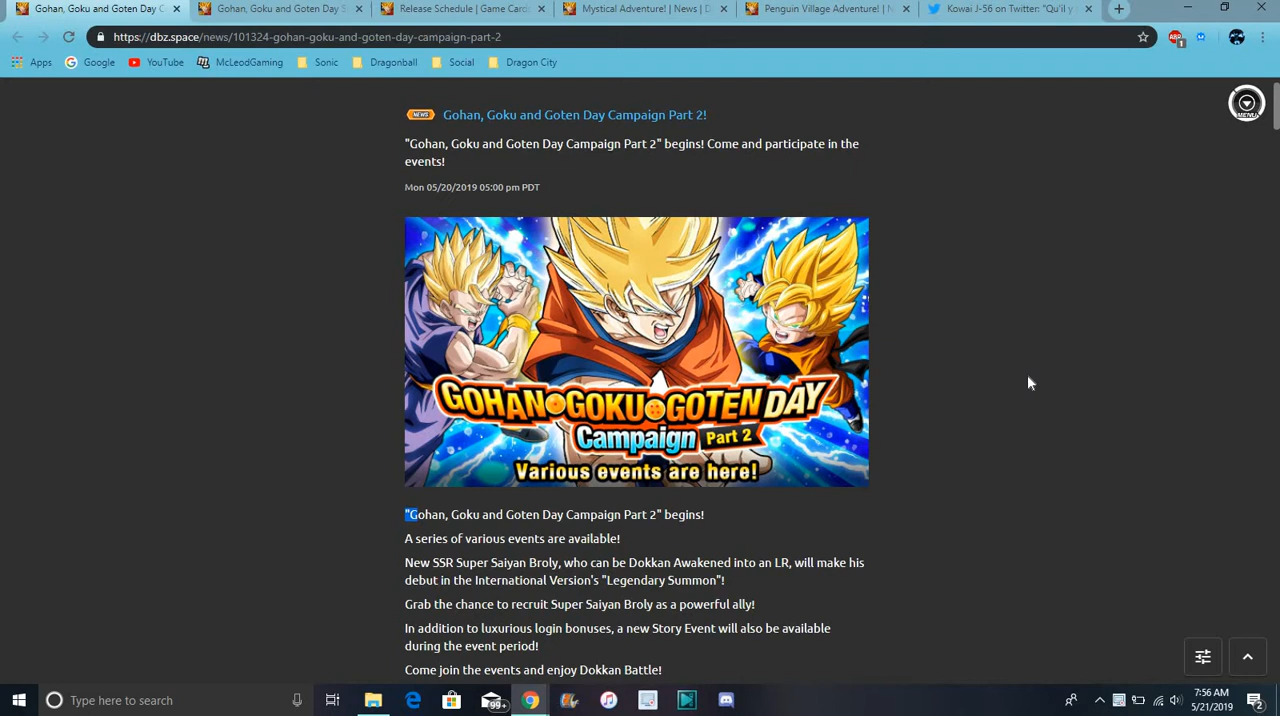 Gohan, Goku and Goten Day C
Gohan, Goku and Goten Day S
Release Schedule | Game Card
Mystical Adventure! | News | D
Penguin Village Adventure! | N
Kowai J-56 on Twitter: "Qu'il y
https://dbz.space/news/101324-gohan-goku-and-goten-day-campaign-part-2
ABP
1
Apps
Google
YouTube
McLeodGaming
Sonic
Dragonball
Social
Dragon City
MENU
NEWS
Gohan, Goku and Goten Day Campaign Part 2!
"Gohan, Goku and Goten Day Campaign Part 2" begins! Come and participate in the
events!
Mon 05/20/2019 05:00 pm PDT
GOHAN GOKU GOTEN DAY
Campaign Part 2
Various events are here!
"Gohan, Goku and Goten Day Campaign Part 2" begins!
A series of various events are available!
New SSR Super Saiyan Broly, who can be Dokkan Awakened into an LR, will make his
debut in the International Version's "Legendary Summon"!
Grab the chance to recruit Super Saiyan Broly as a powerful ally!
In addition to luxurious login bonuses, a new Story Event will also be available
during the event period!
Come join the events and enjoy Dokkan Battle!
Type here to search
99+
7:56 AM
5/21/2019
2